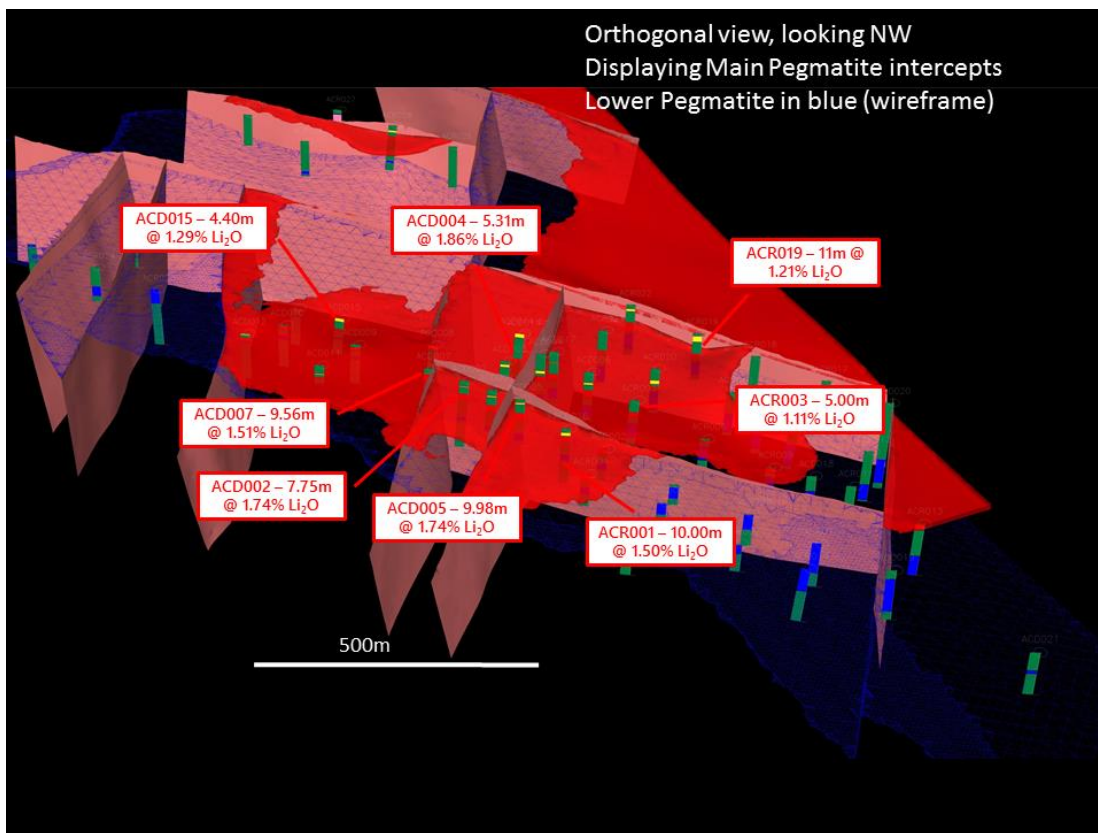 Orthogonal view, looking NW
Displaying Main Pegmatite intercepts
Lower Pegmatite in blue (wireframe)
ACD015 – 4.40m
@ 1.29% Li₂O
ACD004 – 5.31m
@ 1.86% Li₂O
ACR019 – 11m @
1.21% Li₂O
ACD007 – 9.56m
@ 1.51% Li₂O
ACR003 – 5.00m
@ 1.11% Li₂O
ACD002 – 7.75m
@ 1.74% Li₂O
ACD005 – 9.98m
@ 1.74% Li₂O
ACR001 – 10.00m
@ 1.50% Li₂O
500m
ACD021